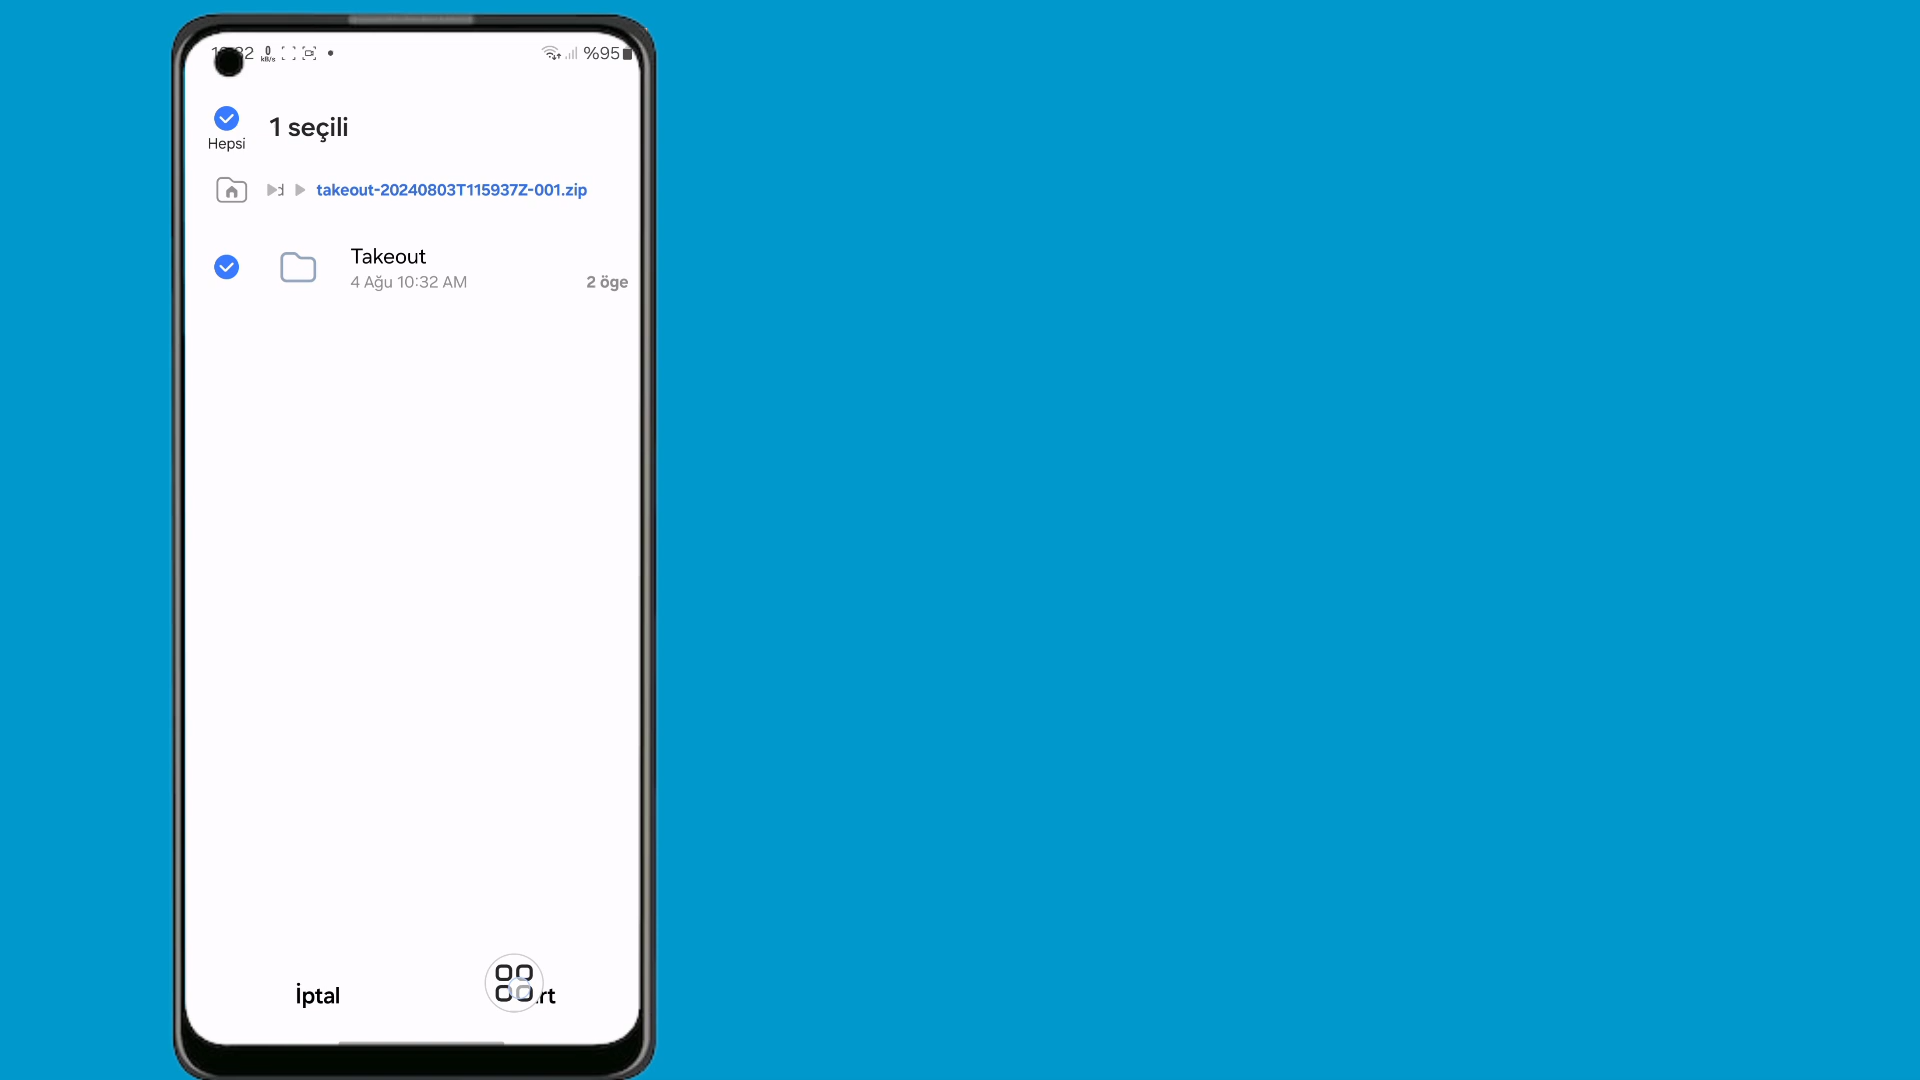 %95
Hepsi
1 seçili
takeout-20240803T115937Z-001.zip
Takeout
4 Ağu 10:32 AM
2 öge
İptal